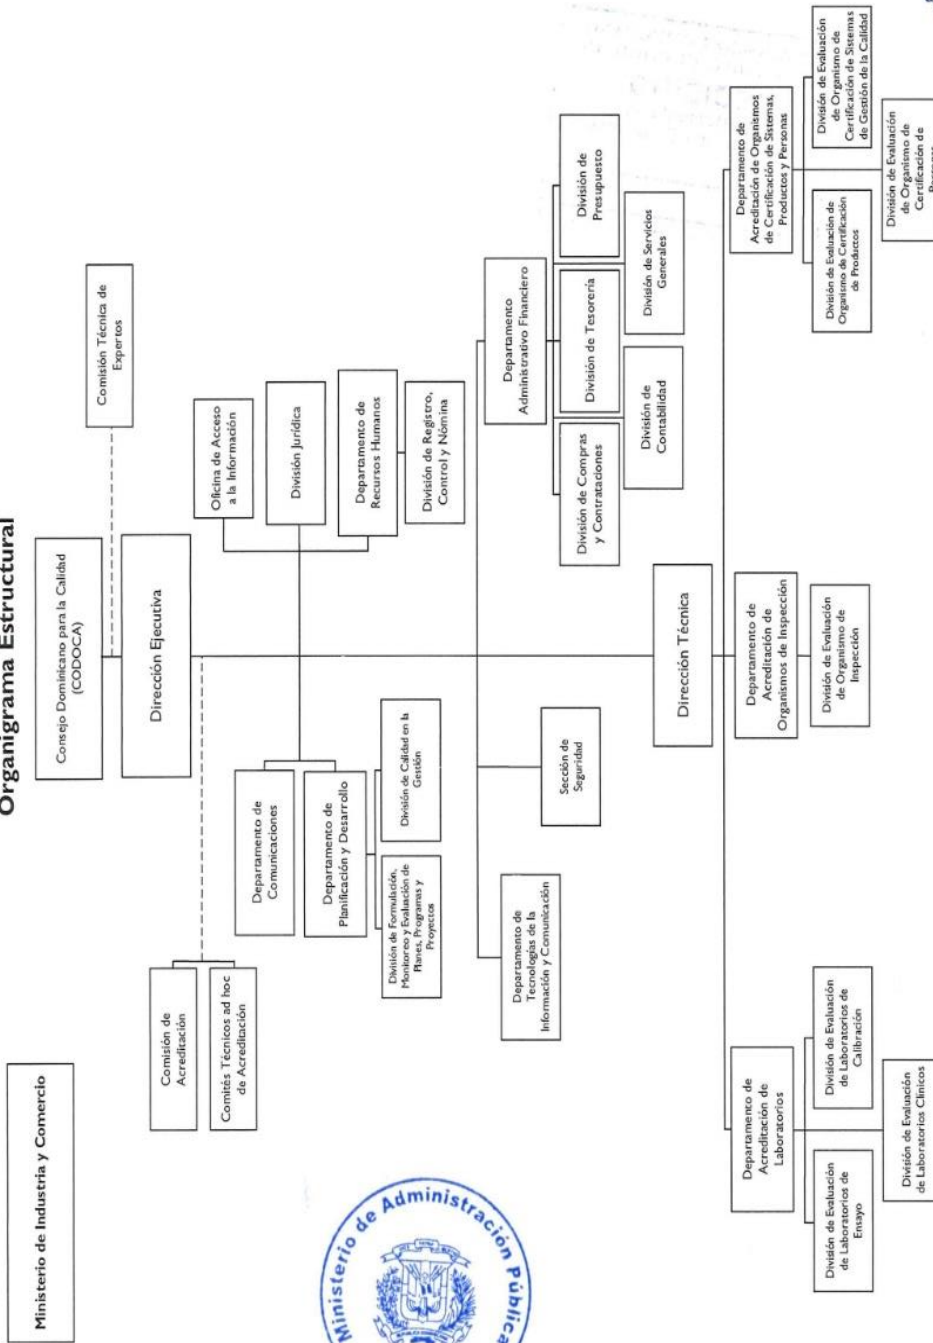 Organigrama Estructural
Ministerio de Industria y Comercio
Consejo Dominicano para la Calidad
(CODOCA)
Comisión Técnica de
Expertos
Dirección Ejecutiva
Comisión de
Acreditación
Comités Técnicos ad hoc
de Acreditación
Departamento de
Comunicaciones
Departamento de
Planificación y Desarrollo
División de Formulación,
Monitoreo y Evaluación de
Planes, Programas y
Proyectos
División de Calidad en la
Gestión
Oficina de Acceso
a la Información
División Jurídica
Departamento de
Recursos Humanos
División de Registro,
Control y Nómina
Departamento de
Tecnologías de la
Información y Comunicación
Sección de
Seguridad
Departamento
Administrativo Financiero
División de Compras
y Contrataciones
División de Tesorería
División de
Presupuesto
División de
Contabilidad
División de Servicios
Generales
Dirección Técnica
Departamento de
Acreditación de
Laboratorios
División de Evaluación
de Laboratorios de
Ensayo
División de Evaluación
de Laboratorios de
Calibración
División de Evaluación
de Laboratorios Clínicos
Departamento de
Acreditación de
Organismos de Inspección
División de Evaluación
de Organismo de
Inspección
Departamento de
Acreditación de Organismos
de Certificación de Sistemas,
Productos y Personas
División de Evaluación de
Organismo de Certificación
de Productos
División de Evaluación
de Organismo de
Certificación de Sistemas
de Gestión de la Calidad
División de Evaluación
de Organismo de
Certificación de
Ministerio de Administración Pública